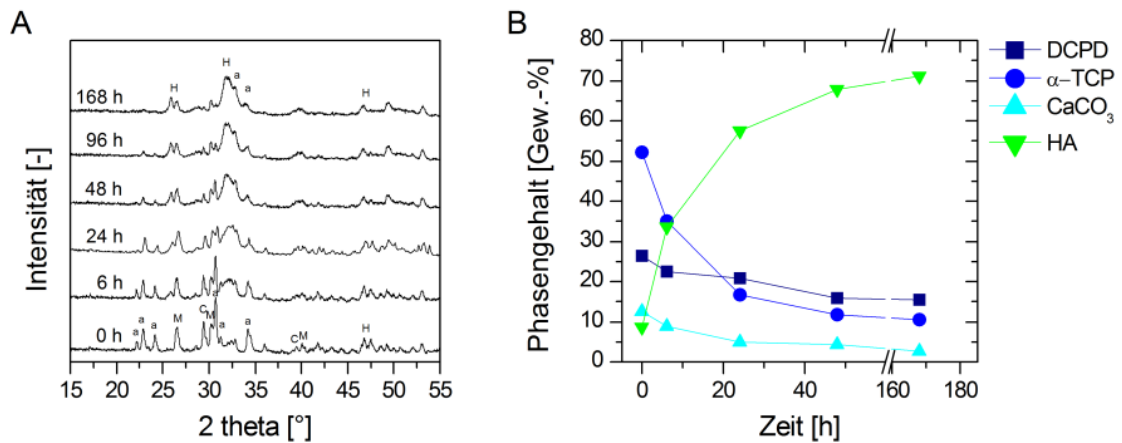 A
Intensität [-]
H
H
a
a
H
168 h
96 h
48 h
24 h
6 h
0 h
a
a
a
M
C
M
a
a
C
M
H
15 20 25 30 35 40 45 50 55
2 theta [°]
B
Phasengehalt [Gew.-%]
80
70
60
50
40
30
20
10
0
0 20 40 60 160 180
Zeit [h]
DCPD
α-TCP
CaCO₃
HA